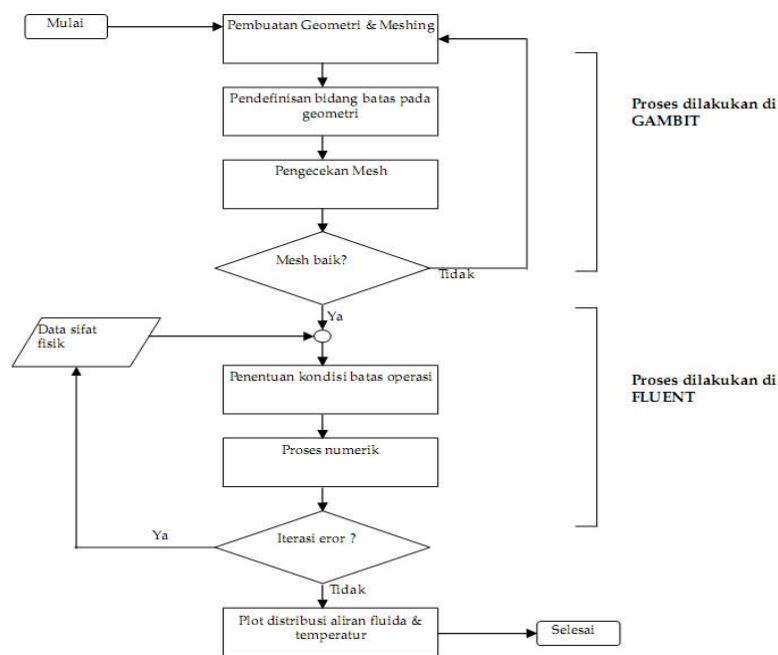 Mulai
Pembuatan Geometri & Meshing
Pendefinisan bidang batas pada
geometri
Proses dilakukan di
GAMBIT
Pengecekan Mesh
Mesh baik?
Tidak
Ya
Data sifat
fisik
Penentuan kondisi batas operasi
Proses dilakukan di
FLUENT
Proses numerik
Iterasi eror ?
Ya
Tidak
Plot distribusi aliran fluida &
temperatur
Selesai